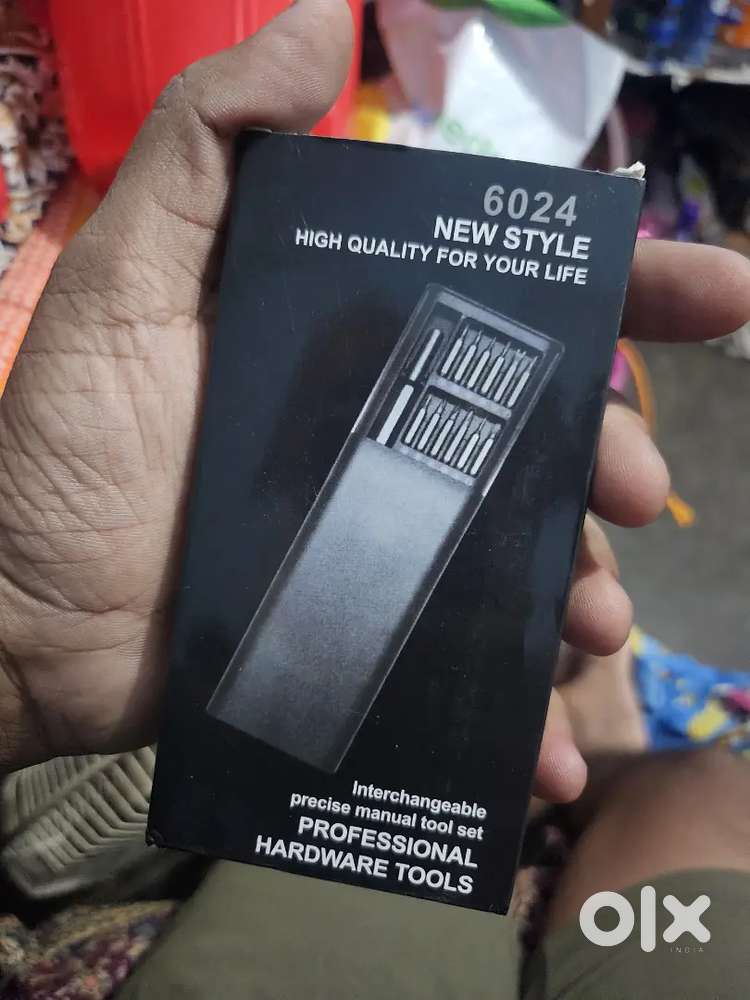 6024
NEW STYLE
HIGH QUALITY FOR YOUR LIFE
Interchangeable
precise manual tool set
PROFESSIONAL
HARDWARE TOOLS
olx
INDIA